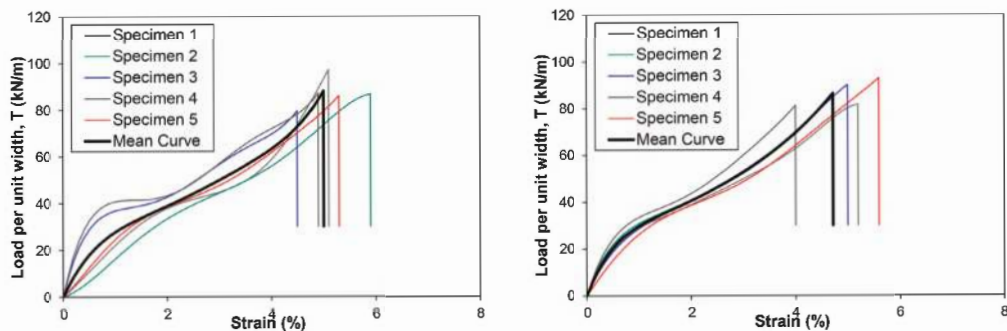 120
100
80
60
40
20
0
Load per unit width, T (kN/m)
Specimen 1
Specimen 2
Specimen 3
Specimen 4
Specimen 5
Mean Curve
0 2 4 6 8
Strain (%)
120
100
80
60
40
20
0
Load per unit width, T (kN/m)
Specimen 1
Specimen 2
Specimen 3
Specimen 4
Specimen 5
Mean Curve
0 2 4 6 8
Strain (%)